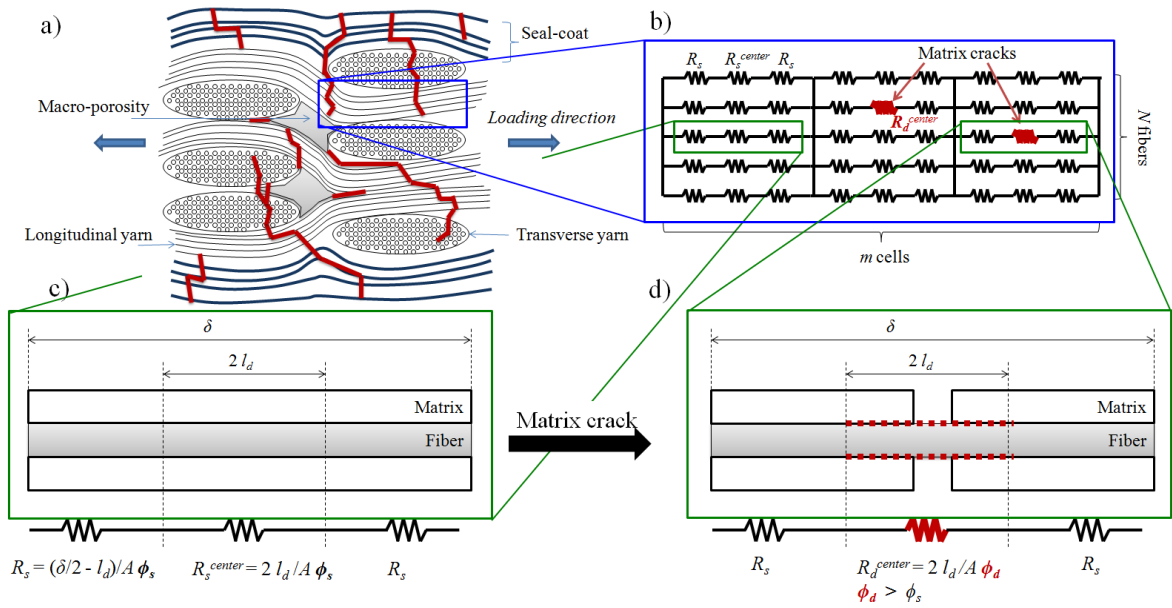 a)
Seal-coat
Macro-porosity
Loading direction
Longitudinal yarn
Transverse yarn
b)
Matrix cracks
R_s R_s^center R_s
R_d^center
N fibers
m cells
c)
δ
2 l_d
Matrix
Fiber
R_s = (δ/2 - l_d)/A ϕ_s
R_s^center = 2 l_d/A ϕ_s
R_s
Matrix crack
d)
δ
2 l_d
Matrix
Fiber
R_s
R_d^center = 2 l_d/A ϕ_d
ϕ_d > ϕ_s
R_s